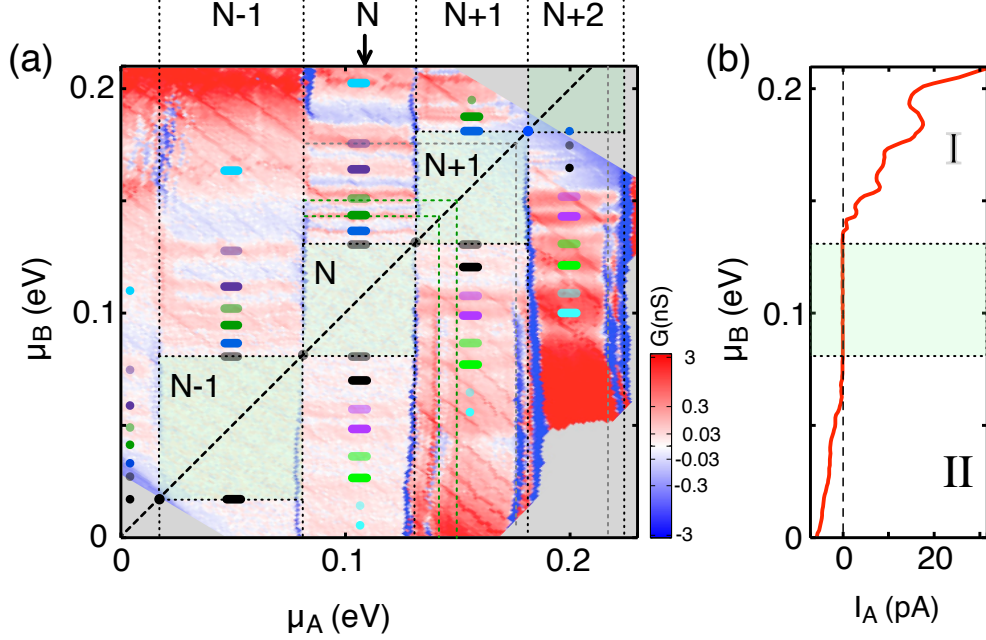 N-1 N N+1 N+2
(a)
(b)
0.2
0.1
0
μB (eV)
N+1
N
N-1
0 0.1 0.2
μA (eV)
G(nS)
3
0.3
0.03
-0.03
-0.3
-3
0.2
0.1
0
μB (eV)
I
II
0 20
IA (pA)